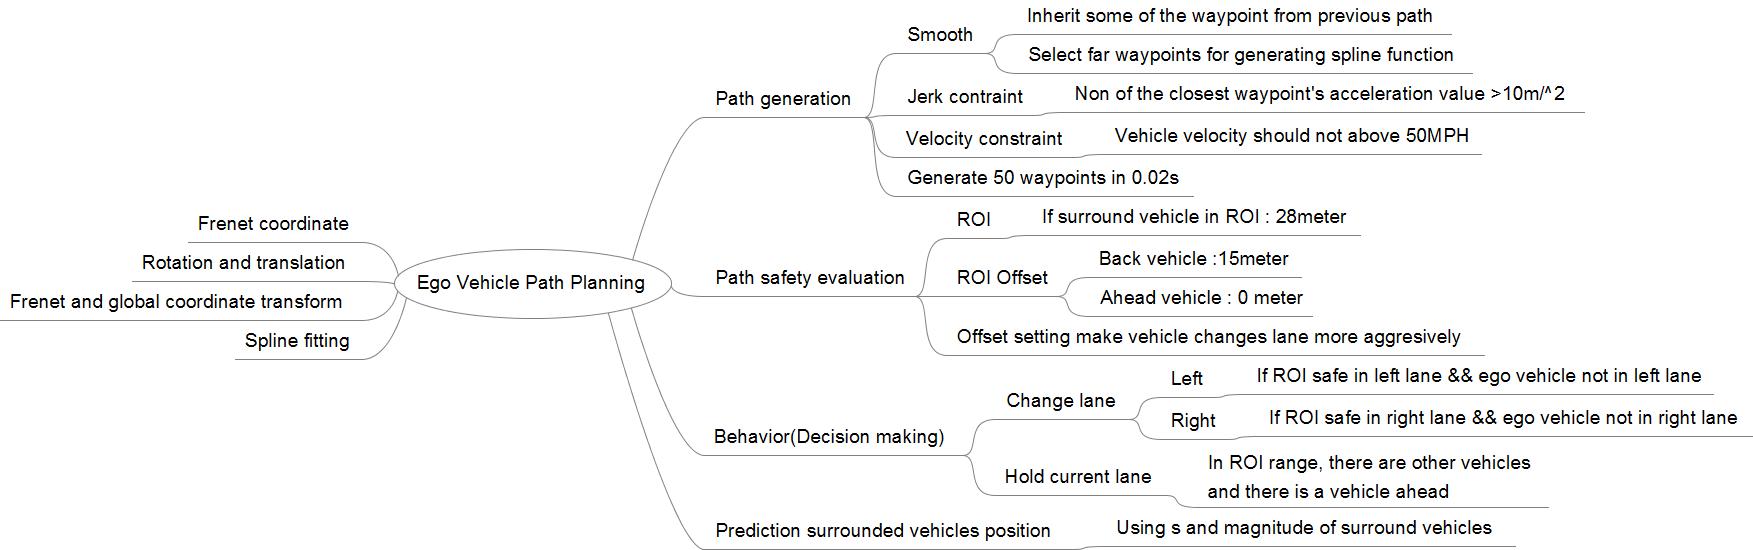 Ego Vehicle Path Planning
Path generation
Smooth
Inherit some of the waypoint from previous path
Select far waypoints for generating spline function
Jerk contraint
Non of the closest waypoint's acceleration value >10m/^2
Velocity constraint
Vehicle velocity should not above 50MPH
Generate 50 waypoints in 0.02s
Path safety evaluation
ROI
If surround vehicle in ROI : 28meter
ROI Offset
Back vehicle :15meter
Ahead vehicle : 0 meter
Offset setting make vehicle changes lane more aggresively
Behavior(Decision making)
Change lane
Left
If ROI safe in left lane && ego vehicle not in left lane
Right
If ROI safe in right lane && ego vehicle not in right lane
Hold current lane
In ROI range, there are other vehicles
and there is a vehicle ahead
Prediction surrounded vehicles position
Using s and magnitude of surround vehicles
Frenet coordinate
Rotation and translation
Frenet and global coordinate transform
Spline fitting